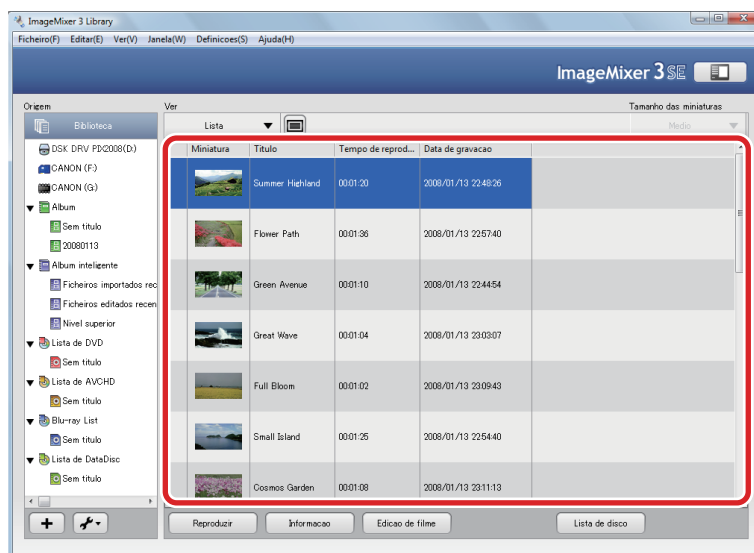 ImageMixer 3 Library
Ficheiro(F) Editar(E) Ver(V) Janela(W) Definicoes(S) Ajuda(H)
ImageMixer 3 SE
Origem
Ver
Tamanho das miniaturas
Biblioteca
Lista
Medio
DSK DRV PDX2008(D:)
CANON (F:)
CANON (G:)
Album
Sem titulo
20080113
Album inteligente
Ficheiros importados rec
Ficheiros editados recen
Nivel superior
Lista de DVD
Sem titulo
Lista de AVCHD
Sem titulo
Blu-ray List
Sem titulo
Lista de DataDisc
Sem titulo
Miniatura Titulo Tempo de reprod... Data de gravacao
Summer Highland 00:01:20 2008/01/13 22:48:26
Flower Path 00:01:36 2008/01/13 22:57:40
Green Avenue 00:01:10 2008/01/13 22:44:54
Great Wave 00:01:04 2008/01/13 23:03:07
Full Bloom 00:01:02 2008/01/13 23:09:43
Small Island 00:01:25 2008/01/13 22:54:40
Cosmos Garden 00:01:08 2008/01/13 23:11:13
Reproduzir Informacao Edicao de filme Lista de disco